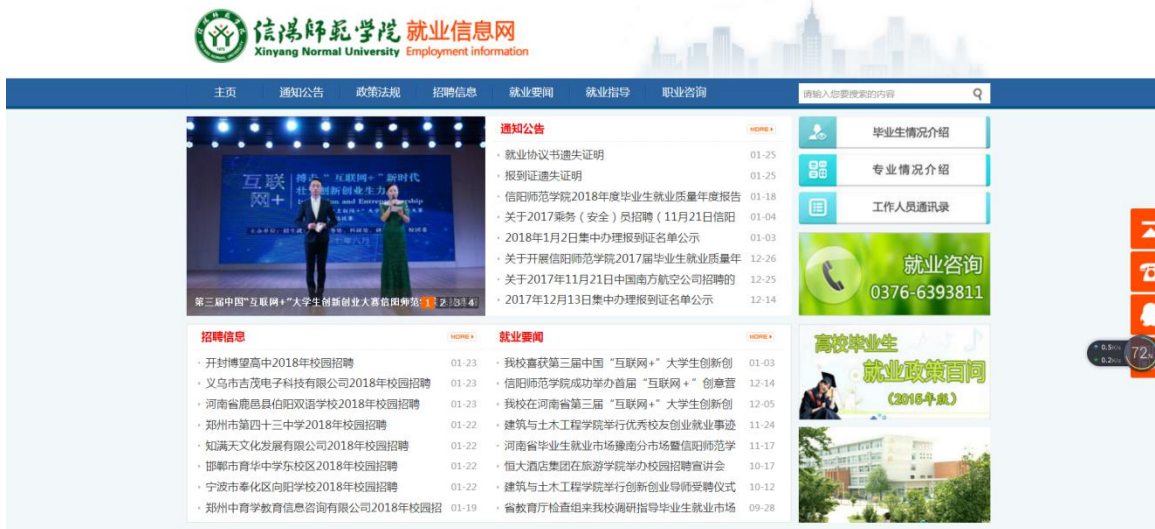 信陽師範學院 就业信息网
Xinyang Normal University Employment information
主页 通知公告 政策法规 招聘信息 就业要闻 就业指导 职业咨询
请输入您要搜索的内容
互联网+
搏击"互联网+"新时代
第三届中国"互联网+"大学生创新创业大赛信阳师范
1 2 3 4
通知公告 MORE
就业协议书遗失证明 01-25
报到证遗失证明 01-25
信阳师范学院2018年度毕业生就业质量年度报告 01-18
关于2017乘务（安全）员招聘（11月21日信阳 01-04
2018年1月2日集中办理报到证名单公示 01-03
关于开展信阳师范学院2017届毕业生就业质量年 12-26
关于2017年11月21日中国南方航空公司招聘的 12-25
2017年12月13日集中办理报到证名单公示 12-14
毕业生情况介绍
专业情况介绍
工作人员通讯录
就业咨询
0376-6393811
招聘信息 MORE
开封博望高中2018年校园招聘 01-23
义乌市吉茂电子科技有限公司2018年校园招聘 01-23
河南省鹿邑县伯阳双语学校2018年校园招聘 01-23
郑州市第四十三中学2018年校园招聘 01-22
知满天文化发展有限公司2018年校园招聘 01-22
邯郸市育华中学东校区2018年校园招聘 01-22
宁波市奉化区向阳学校2018年校园招聘 01-22
郑州中育学教育信息咨询有限公司2018年校园招 01-19
就业要闻 MORE
我校喜获第三届中国"互联网+"大学生创新创 01-03
信阳师范学院成功举办首届"互联网+"创意营 12-14
我校在河南省第三届"互联网+"大学生创新创 12-05
建筑与土木工程学院举行优秀校友创业就业事迹 11-24
河南省毕业生就业市场豫南分市场暨信阳师范学 11-17
恒大酒店集团在旅游学院举办校园招聘宣讲会 10-17
建筑与土木工程学院举行创新创业导师受聘仪式 10-12
省教育厅检查组来我校调研指导毕业生就业市场 09-28
高校毕业生
就业政策百问
（2015年版）
0.5K/s
0.2K/s
72%